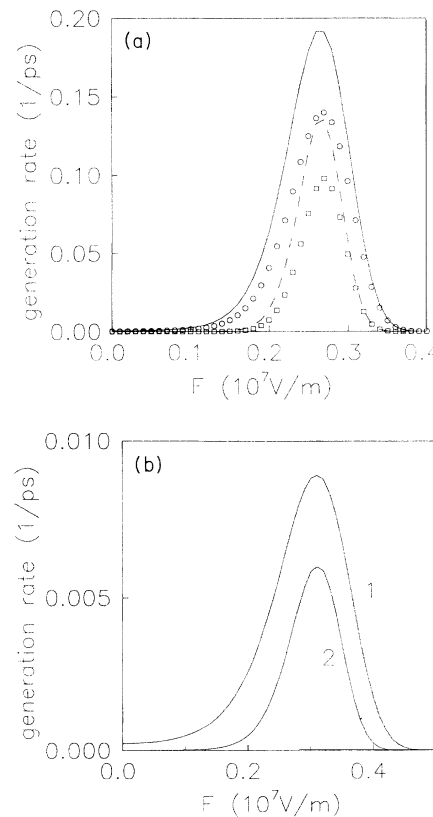 (a)
generation rate (1/ps)
0.20
0.15
0.10
0.05
0.00
0.0 0.1 0.2 0.3 0.4
F (10⁷V/m)
(b)
generation rate (1/ps)
0.010
0.005
0.000
1
2
0.0 0.2 0.4
F (10⁷V/m)